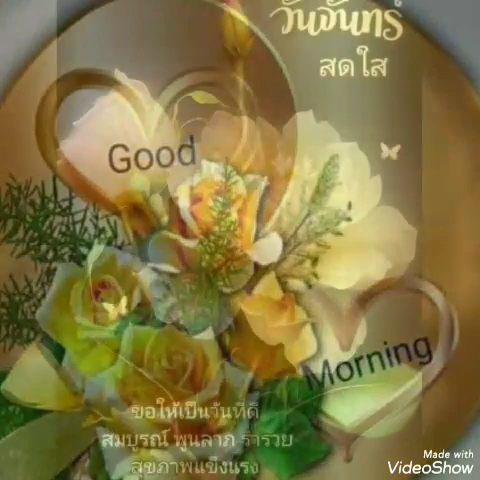 วันจันทร์
สดใส
Good
Morning
ขอให้เป็นวันที่ดี
สมบูรณ์ พูนลาภ ร่ำรวย
สุขภาพแข็งแรง
Made with
VideoShow